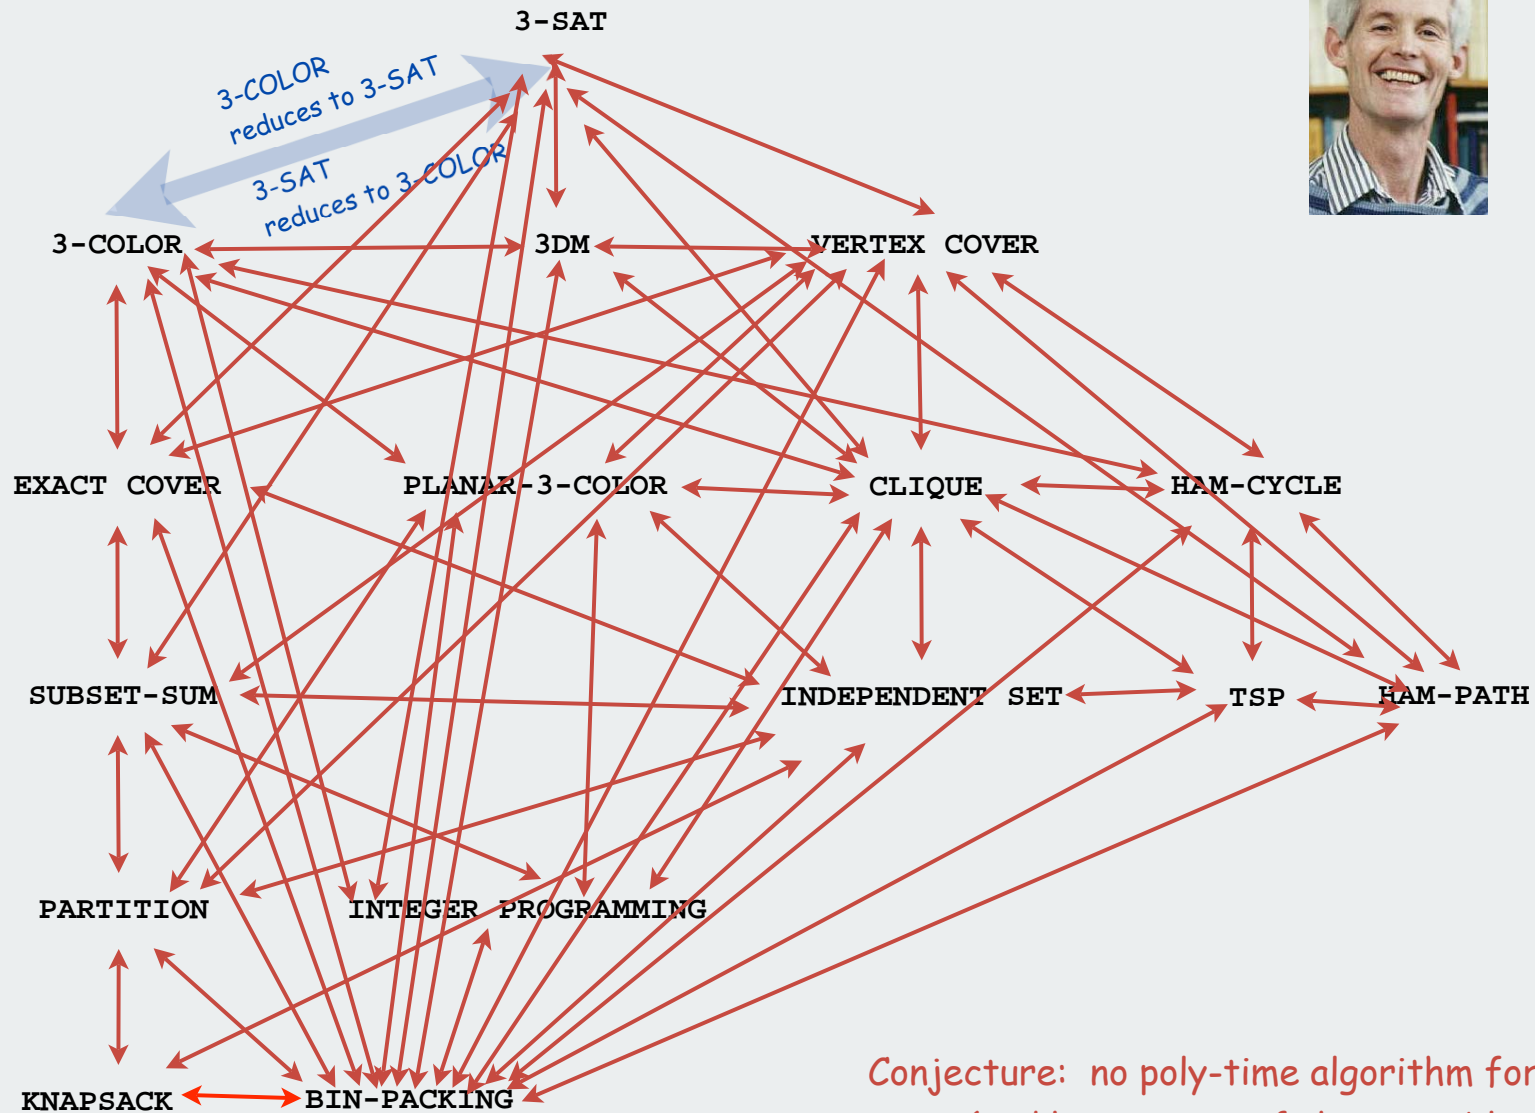 3-SAT
3-COLOR
reduces to 3-SAT
3-SAT
reduces to 3-COLOR
3-COLOR 3DM VERTEX COVER
EXACT COVER PLANAR-3-COLOR CLIQUE HAM-CYCLE
SUBSET-SUM INDEPENDENT SET TSP HAM-PATH
PARTITION INTEGER PROGRAMMING
Conjecture: no poly-time algorithm for
KNAPSACK BIN-PACKING